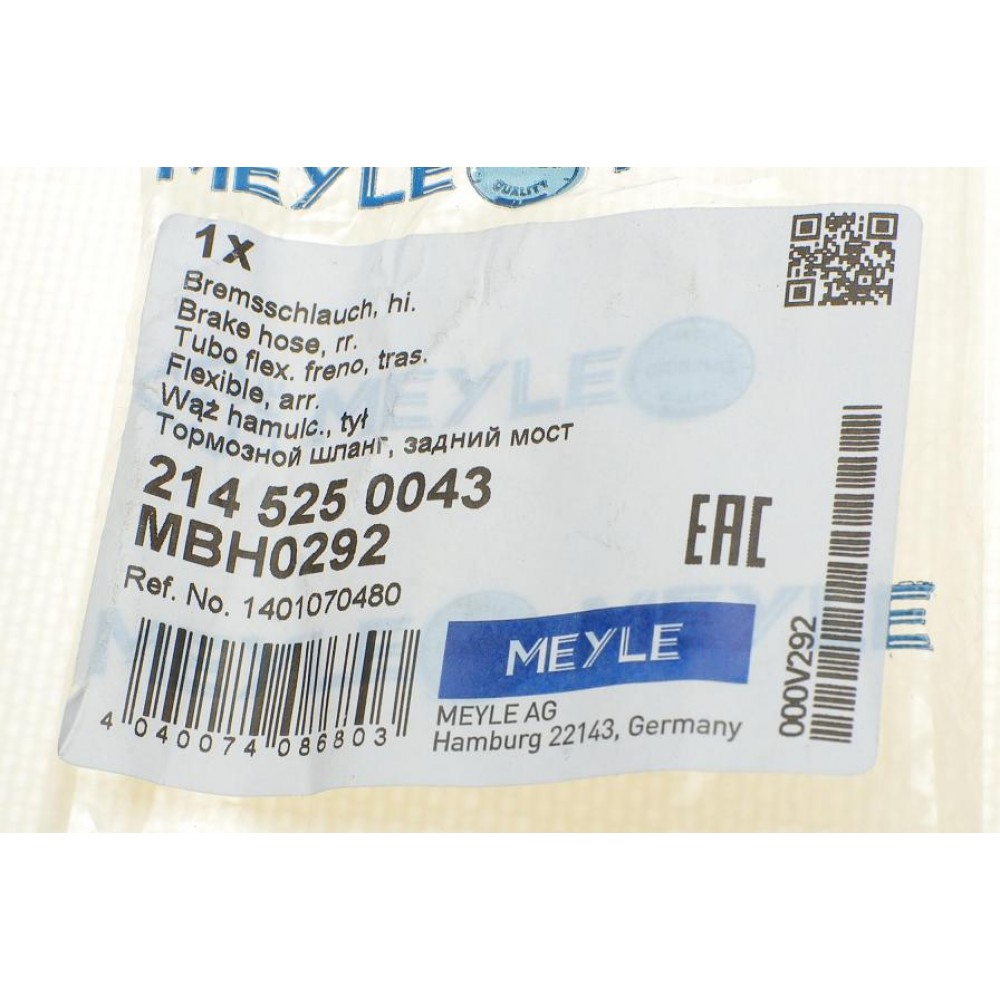 MEYLE
QUALITY
1x
Bremsschlauch, hi.
Brake hose, rr.
Tubo flex. freno, tras.
Flexible, arr.
Wąż hamulc., tył
Тормозной шланг, задний мост
214 525 0043
MBH0292
Ref. No. 1401070480
4 040074 086803
EAC
MEYLE
MEYLE
MEYLE AG
Hamburg 22143, Germany
000V292